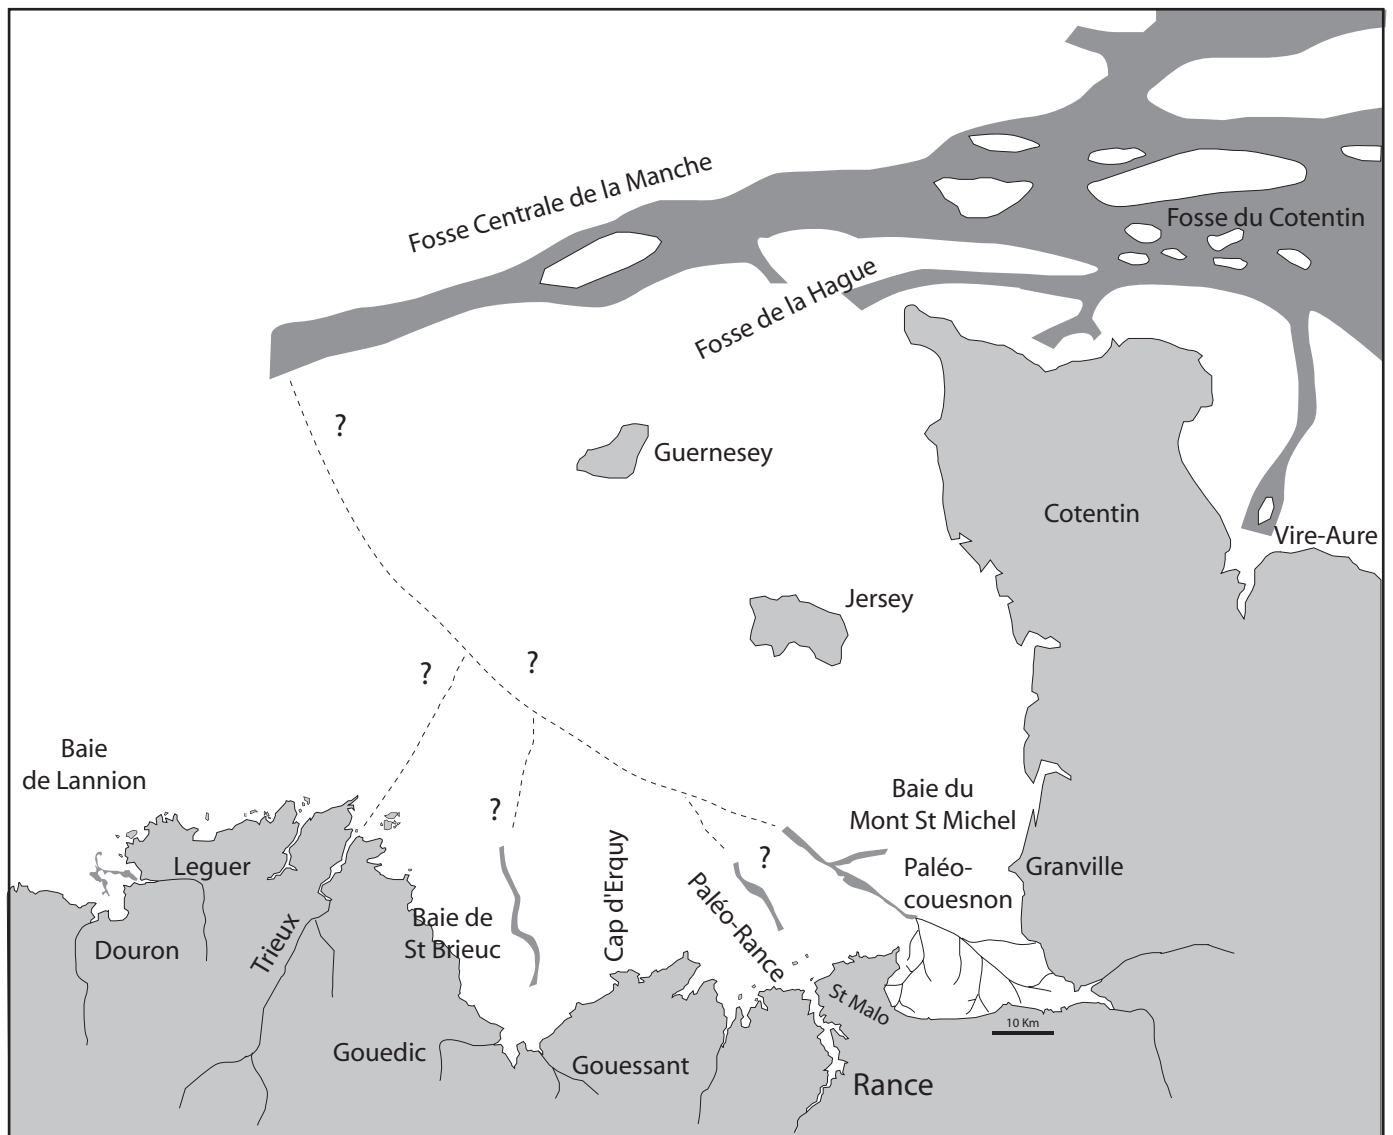 Fosse Centrale de la Manche
Fosse du Cotentin
Fosse de la Hague
?
Guernesey
Cotentin
Vire-Aure
Jersey
?
?
Baie
de Lannion
Baie du
Mont St Michel
?
Leguer
Cap d'Erquy
?
Paléo-
couesnon
Granville
Paléo-Rance
Baie de
St Brieuc
Trieux
Douron
St Malo
10 Km
Gouedic
Gouessant
Rance